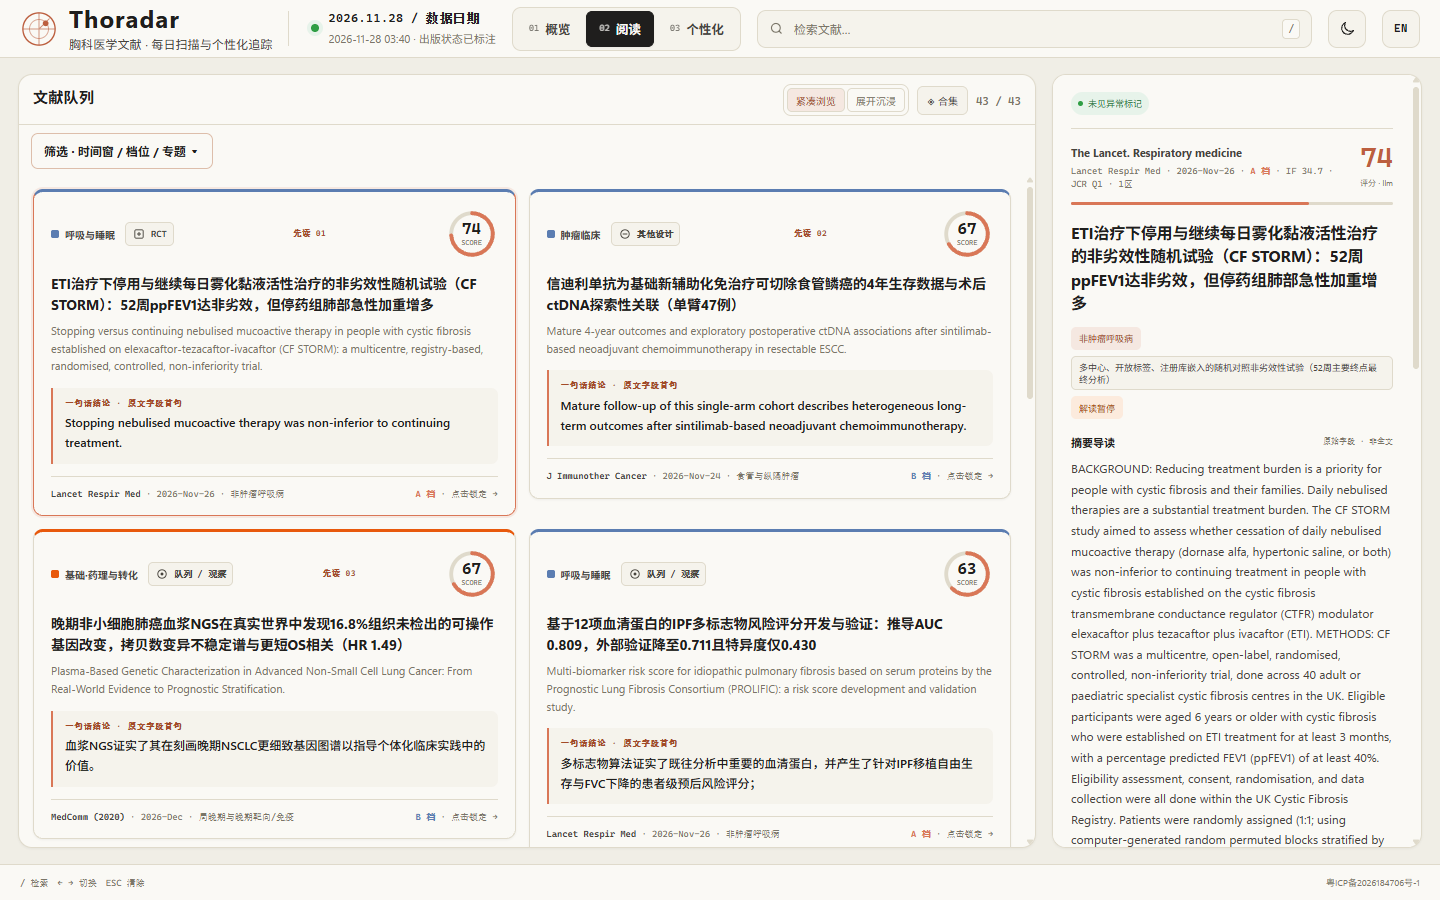 Thoradar
胸科医学文献 · 每日扫描与个性化追踪
2026.11.28 / 数据日期
2026-11-28 03:40 · 出版状态已标注
01 概览
02 阅读
03 个性化
检索文献...
/
EN
文献队列
紧凑浏览
展开沉浸
◈ 合集
43 / 43
筛选 · 时间窗 / 档位 / 专题 ▾
呼吸与睡眠
RCT
先读 01
74
SCORE
ETI治疗下停用与继续每日雾化黏液活性治疗的非劣效性随机试验（CF
STORM）：52周ppFEV1达非劣效，但停药组肺部急性加重增多
Stopping versus continuing nebulised mucoactive therapy in people with cystic fibrosis
established on elexacaftor-tezacaftor-ivacaftor (CF STORM): a multicentre, registry-based,
randomised, controlled, non-inferiority trial.
一句话结论 · 原文字段首句
Stopping nebulised mucoactive therapy was non-inferior to continuing
treatment.
Lancet Respir Med · 2026-Nov-26 · 非肿瘤呼吸病
A 档 · 点击锁定 →
肿瘤临床
其他设计
先读 02
67
SCORE
信迪利单抗为基础新辅助化免治疗可切除食管鳞癌的4年生存数据与术后
ctDNA探索性关联（单臂47例）
Mature 4-year outcomes and exploratory postoperative ctDNA associations after sintilimab-
based neoadjuvant chemoimmunotherapy in resectable ESCC.
一句话结论 · 原文字段首句
Mature follow-up of this single-arm cohort describes heterogeneous long-
term outcomes after sintilimab-based neoadjuvant chemoimmunotherapy.
J Immunother Cancer · 2026-Nov-24 · 食管与纵隔肿瘤
B 档 · 点击锁定 →
基础·药理与转化
队列 / 观察
先读 03
67
SCORE
晚期非小细胞肺癌血浆NGS在真实世界中发现16.8%组织未检出的可操作
基因改变，拷贝数变异不稳定谱与更短OS相关（HR 1.49）
Plasma-Based Genetic Characterization in Advanced Non-Small Cell Lung Cancer: From
Real-World Evidence to Prognostic Stratification.
一句话结论 · 原文字段首句
血浆NGS证实了其在刻画晚期NSCLC更细致基因图谱以指导个体化临床实践中的
价值。
MedComm (2020) · 2026-Dec · 局晚期与晚期靶向/免疫
B 档 · 点击锁定 →
呼吸与睡眠
队列 / 观察
63
SCORE
基于12项血清蛋白的IPF多标志物风险评分开发与验证：推导AUC
0.809，外部验证降至0.711且特异度仅0.430
Multi-biomarker risk score for idiopathic pulmonary fibrosis based on serum proteins by the
Prognostic Lung Fibrosis Consortium (PROLIFIC): a risk score development and validation
study.
一句话结论 · 原文字段首句
多标志物算法证实了既往分析中重要的血清蛋白，并产生了针对IPF移植自由生
存与FVC下降的患者级预后风险评分；
Lancet Respir Med · 2026-Nov-26 · 非肿瘤呼吸病
A 档 · 点击锁定 →
未见异常标记
The Lancet. Respiratory medicine
Lancet Respir Med · 2026-Nov-26 · A 档 · IF 34.7 ·
JCR Q1 · 1区
74
评分 · llm
ETI治疗下停用与继续每日雾化黏液活性治疗
的非劣效性随机试验（CF STORM）：52周
ppFEV1达非劣效，但停药组肺部急性加重增
多
非肿瘤呼吸病
多中心、开放标签、注册库嵌入的随机对照非劣效性试验（52周主要终点最
终分析）
解读暂停
摘要导读
原始字段 · 非全文
BACKGROUND: Reducing treatment burden is a priority for
people with cystic fibrosis and their families. Daily nebulised
therapies are a substantial treatment burden. The CF STORM
study aimed to assess whether cessation of daily nebulised
mucoactive therapy (dornase alfa, hypertonic saline, or both)
was non-inferior to continuing treatment in people with
cystic fibrosis established on the cystic fibrosis
transmembrane conductance regulator (CTFR) modulator
elexacaftor plus tezacaftor plus ivacaftor (ETI). METHODS: CF
STORM was a multicentre, open-label, randomised,
controlled, non-inferiority trial, done across 40 adult or
paediatric specialist cystic fibrosis centres in the UK. Eligible
participants were aged 6 years or older with cystic fibrosis
who were established on ETI treatment for at least 3 months,
with a percentage predicted FEV1 (ppFEV1) of at least 40%.
Eligibility assessment, consent, randomisation, and data
collection were all done within the UK Cystic Fibrosis
Registry. Patients were randomly assigned (1:1; using
computer-generated random permuted blocks stratified by
/ 检索 ← → 切换 ESC 清除
粤ICP备2026184706号-1